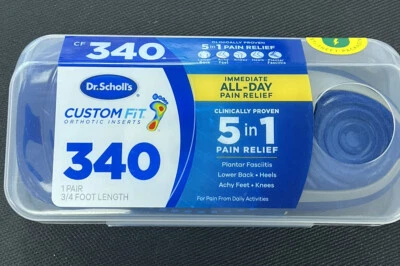 CF 340
CLINICALLY PROVEN
5 in 1 PAIN RELIEF
Dr. Scholl's
CUSTOM FIT
ORTHOTIC INSERTS
340
1 PAIR
3/4 FOOT LENGTH
IMMEDIATE
ALL-DAY
PAIN RELIEF
CLINICALLY PROVEN
5 in 1
PAIN RELIEF
Plantar Fasciitis
Lower Back • Heels
Achy Feet • Knees
For Pain From Daily Activities